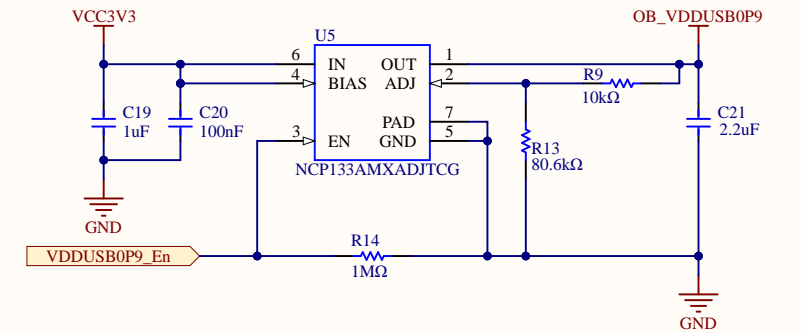 VCC3V3
OB_VDDUSB0P9
U5
6 IN OUT 1
4 BIAS ADJ 2
R9
10kΩ
C19
1uF
C20
100nF
C21
2.2uF
PAD 7
3 EN GND 5
R13
80.6kΩ
NCP133AMXADJTCG
GND
R14
1MΩ
VDDUSB0P9_En
GND